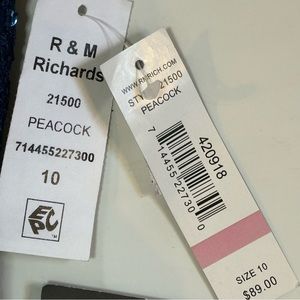 R & M
Richards
21500
PEACOCK
714455227300
10
EPC
WWW.RMRICH.COM
STYLE 21500
PEACOCK
420918
7 14455 22730 0
SIZE 10
$89.00